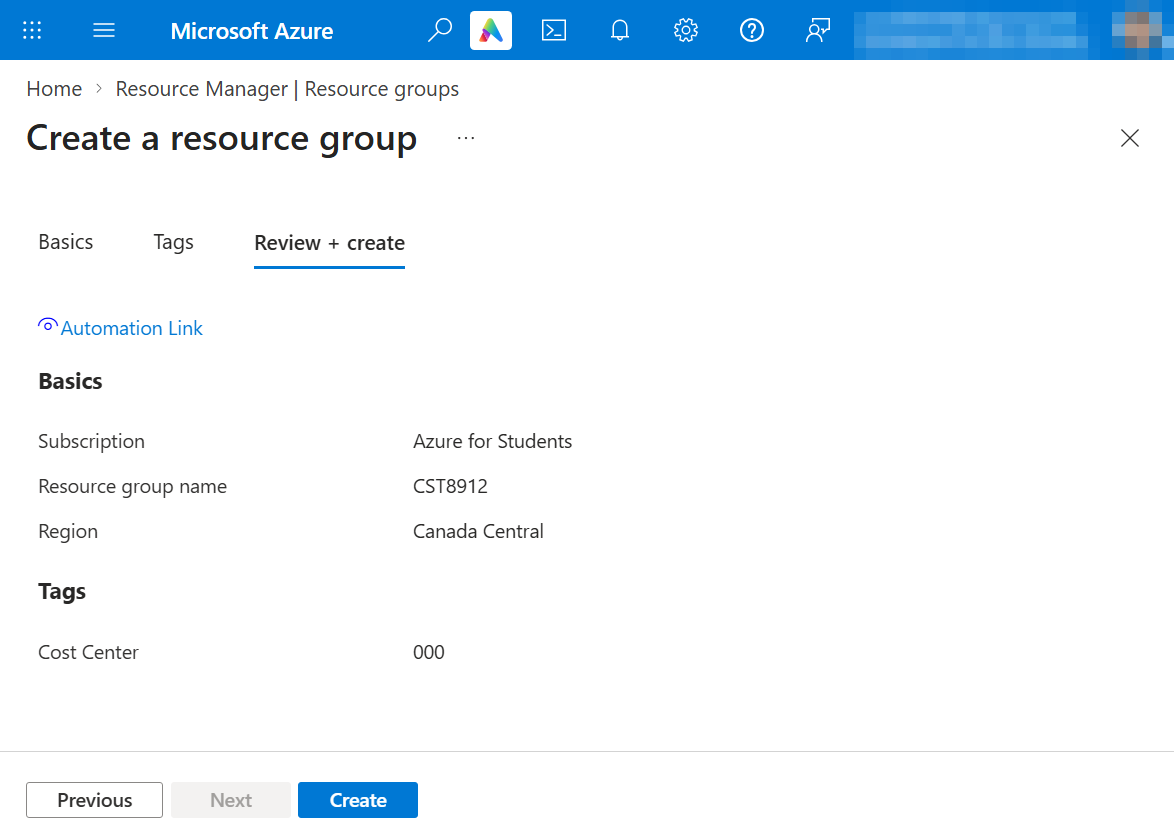 Microsoft Azure
Home > Resource Manager | Resource groups
Create a resource group ...
Basics Tags Review + create
Automation Link
Basics
Subscription Azure for Students
Resource group name CST8912
Region Canada Central
Tags
Cost Center 000
Previous Next Create